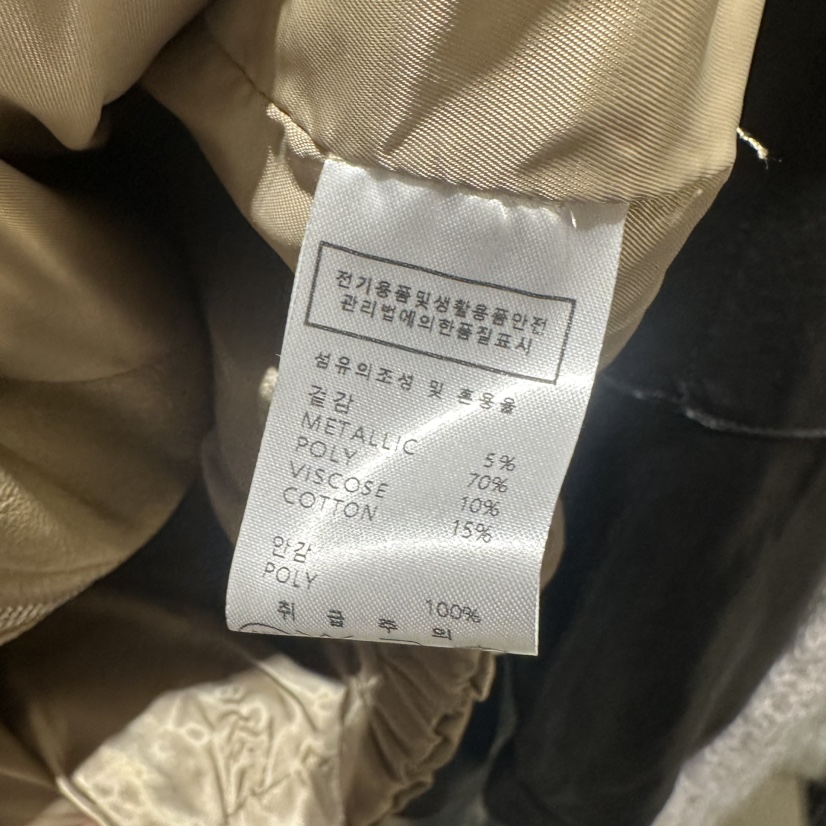 전기용품및생활용품안전
관리법에의한품질표시
섬유의조성 및 혼용율
겉감
METALLIC 5%
POLY 70%
VISCOSE 10%
COTTON 15%
안감
POLY 100%
취 급 주 의